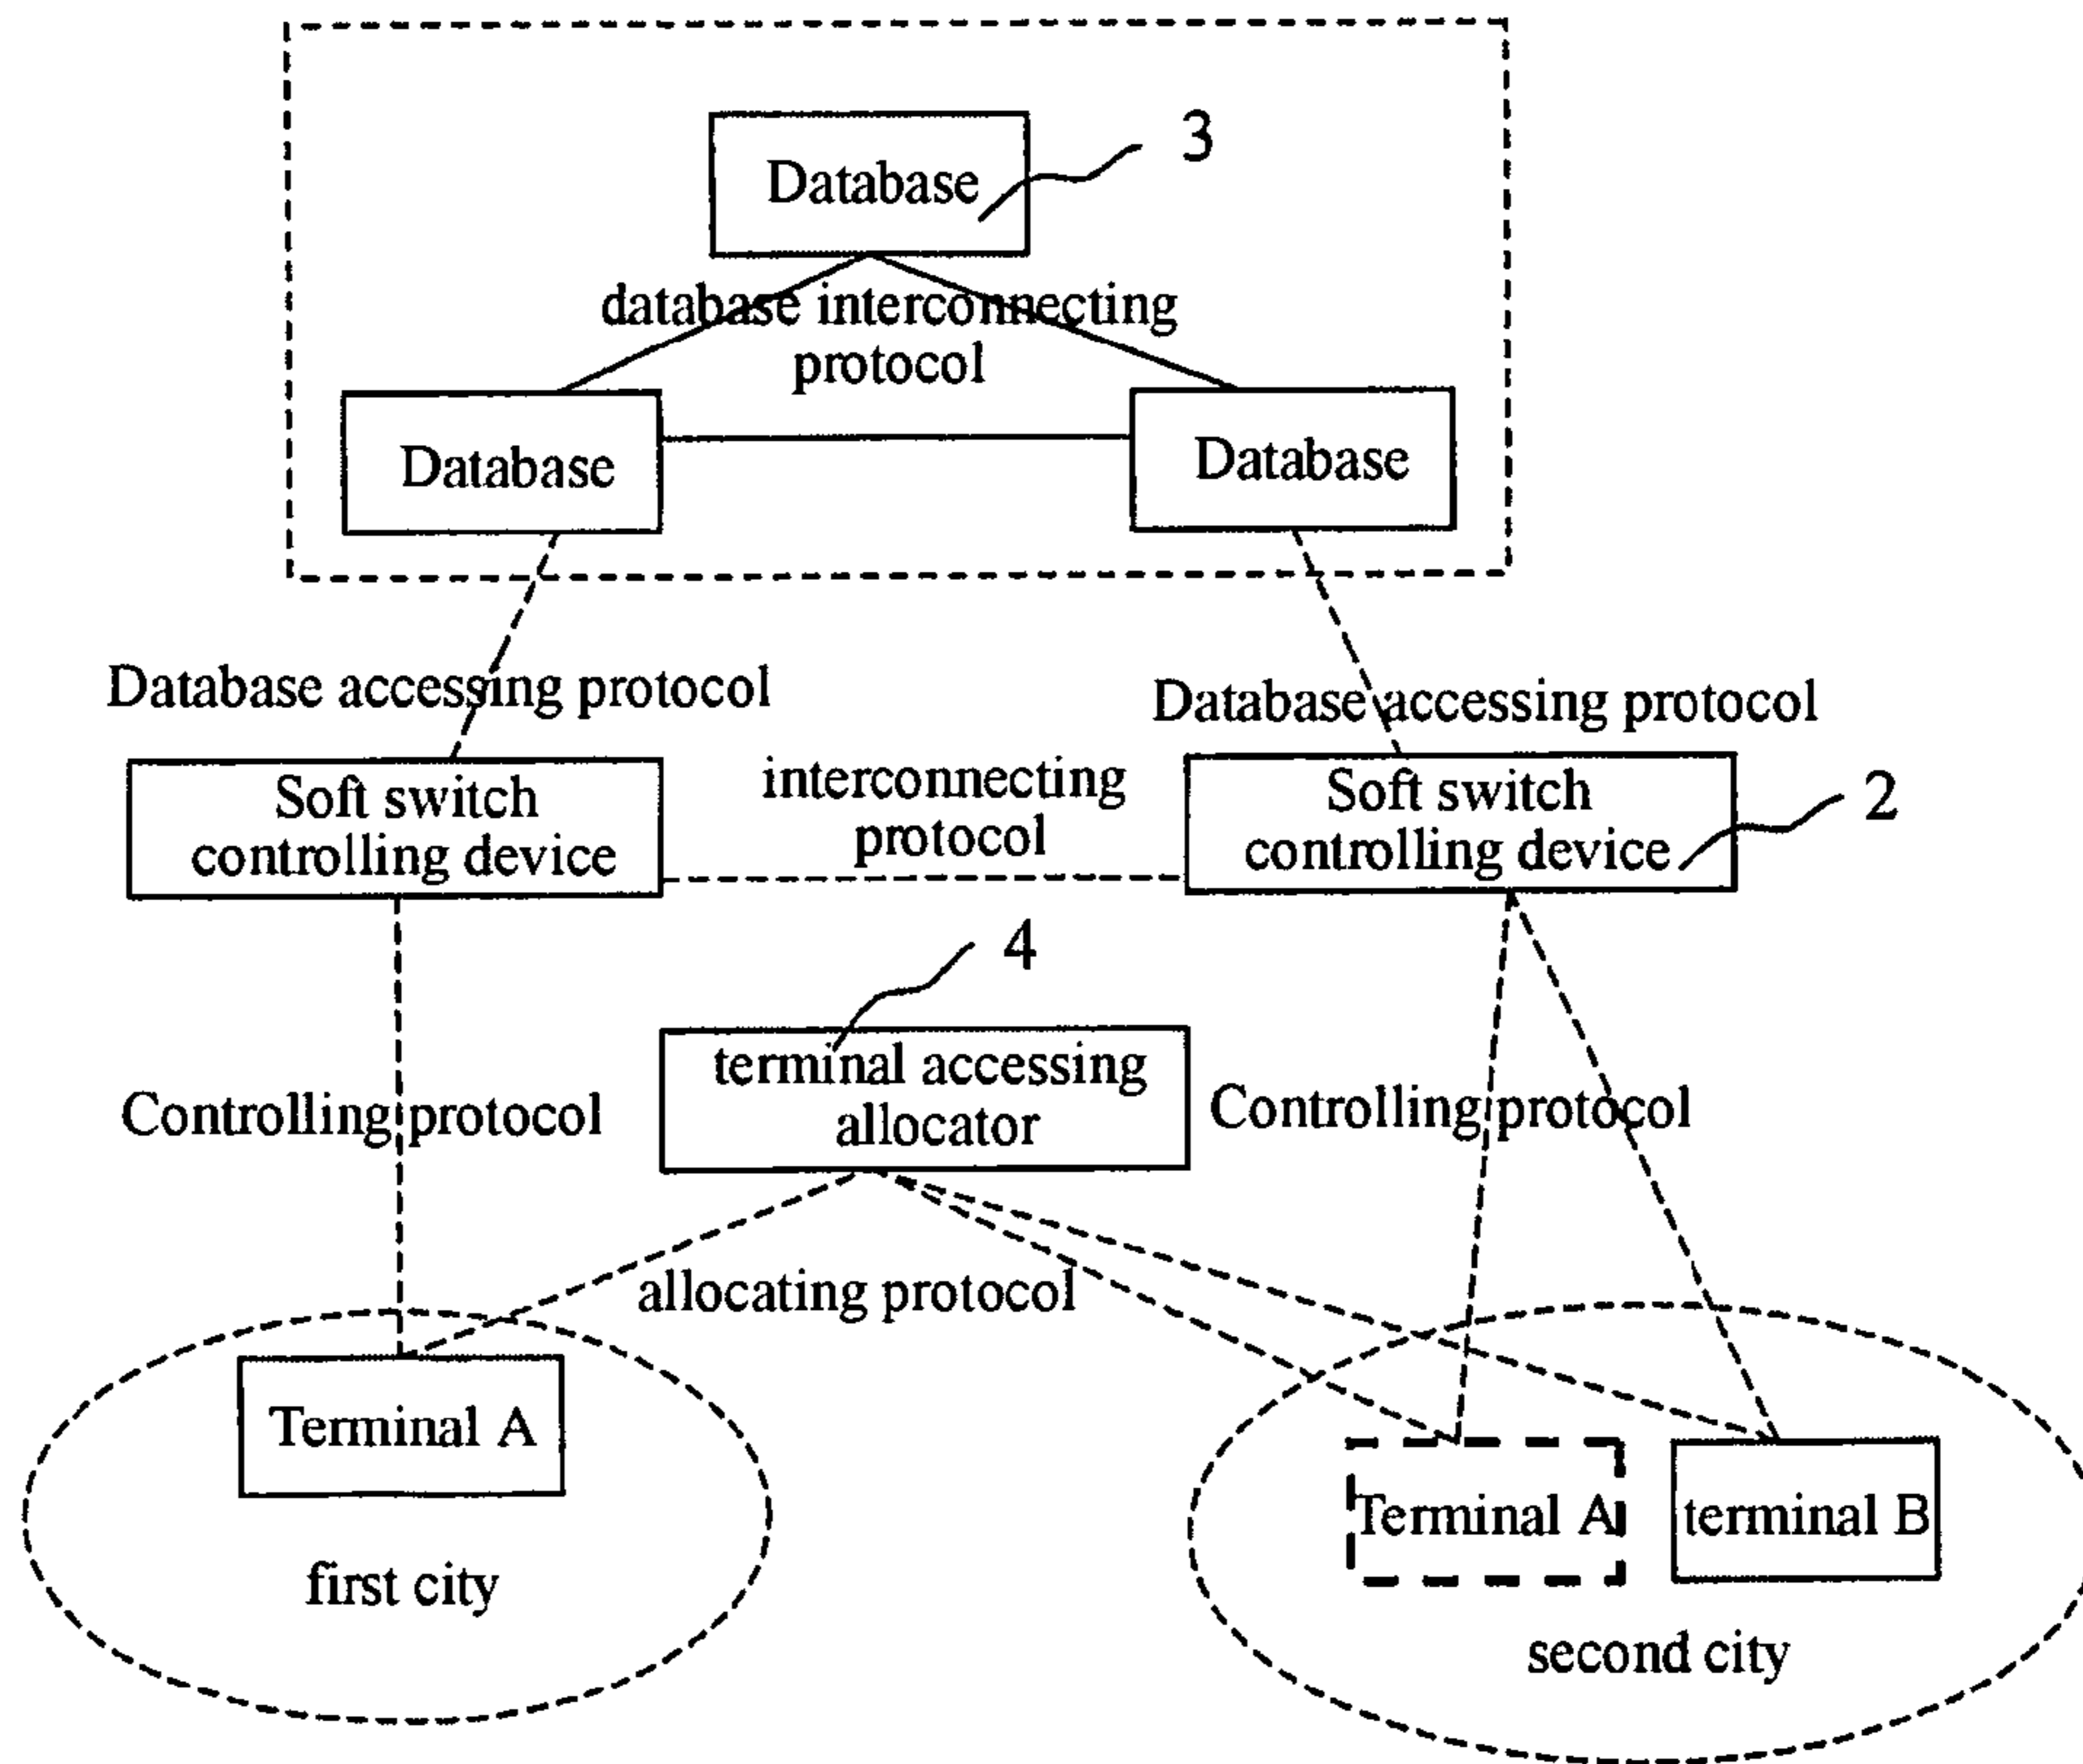 Database
3
database interconnecting
protocol
Database
Database
Database accessing protocol
Database accessing protocol
Soft switch
controlling device
interconnecting
protocol
Soft switch
controlling device
2
4
terminal accessing
allocator
Controlling protocol
Controlling protocol
allocating protocol
Terminal A
first city
Terminal A
terminal B
second city